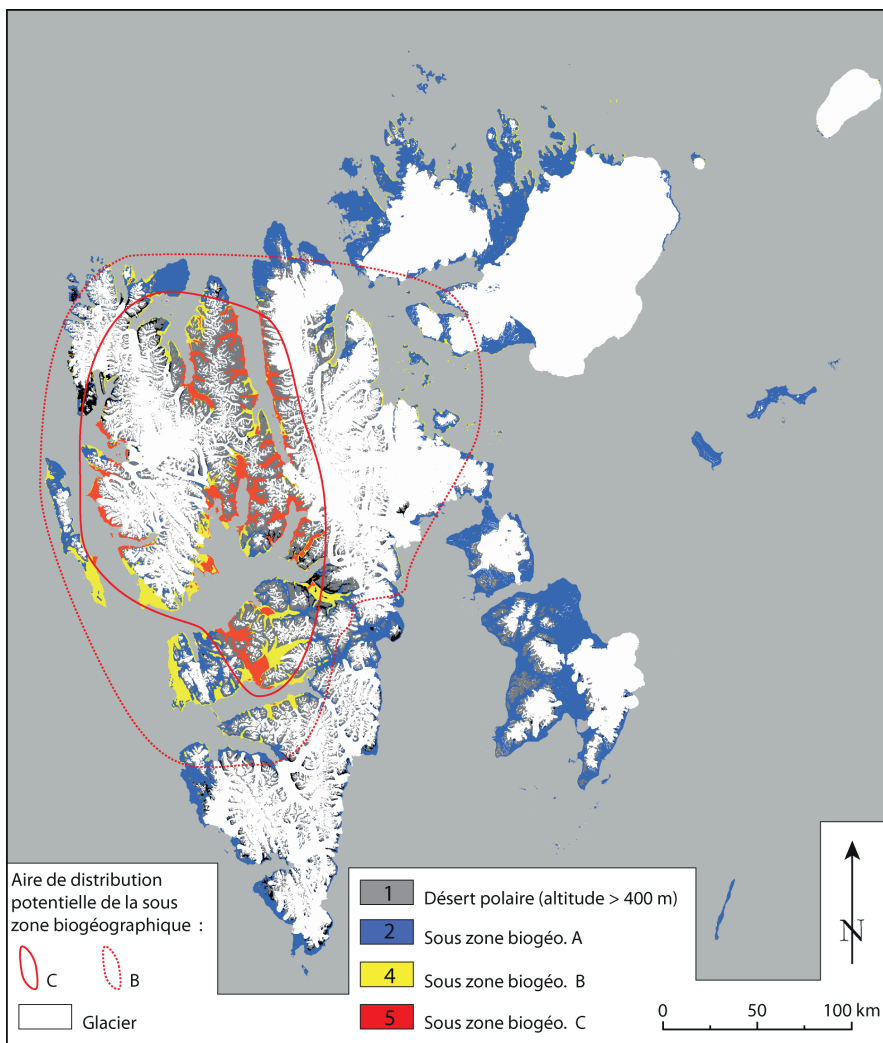 Aire de distribution
potentielle de la sous
zone biogéographique :
C
B
Glacier
1 Désert polaire (altitude > 400 m)
2 Sous zone biogéo. A
4 Sous zone biogéo. B
5 Sous zone biogéo. C
N
0 50 100 km